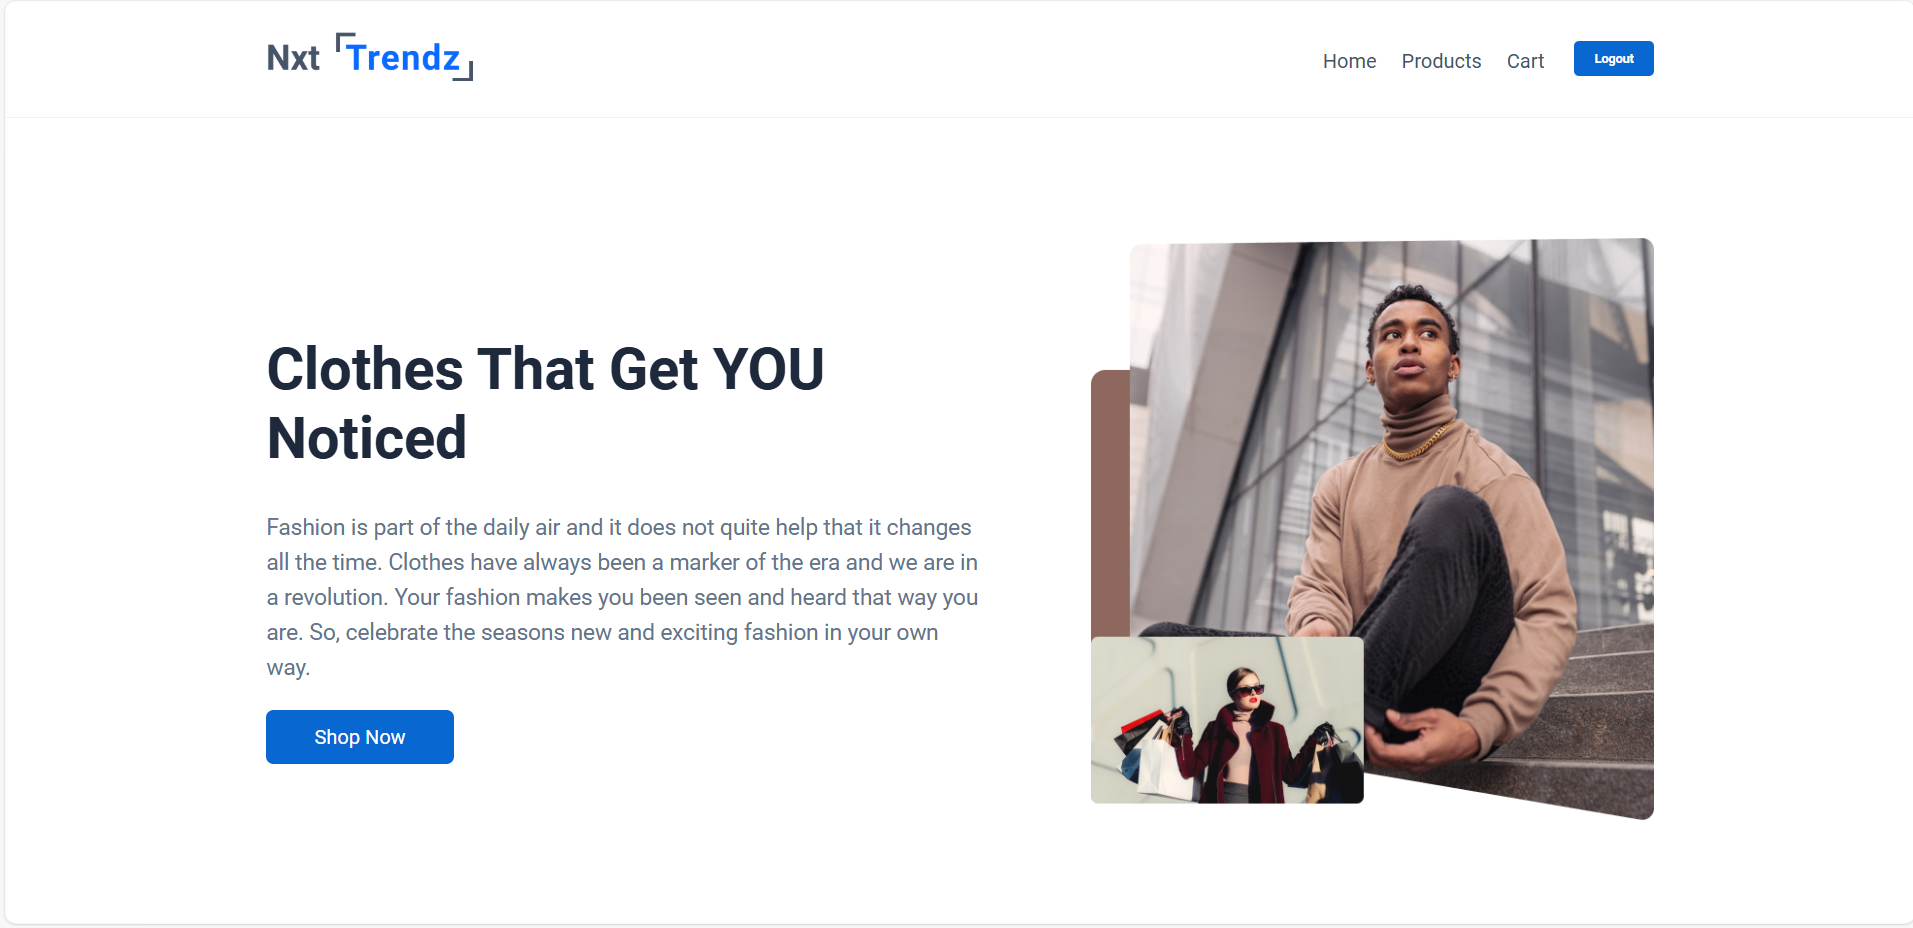 Nxt Trendz
Home Products Cart Logout
Clothes That Get YOU
Noticed
Fashion is part of the daily air and it does not quite help that it changes
all the time. Clothes have always been a marker of the era and we are in
a revolution. Your fashion makes you been seen and heard that way you
are. So, celebrate the seasons new and exciting fashion in your own
way.
Shop Now